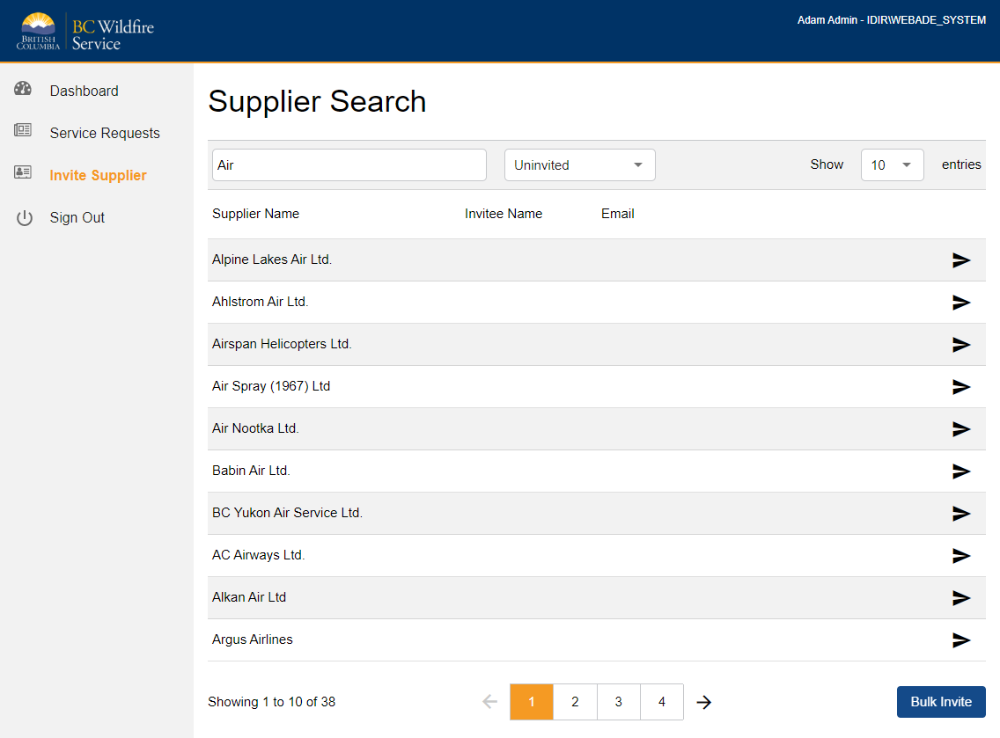 BRITISH
COLUMBIA
BC Wildfire
Service
Adam Admin - IDIR\WEBADE_SYSTEM
Dashboard
Service Requests
Invite Supplier
Sign Out
Supplier Search
Air Uninvited Show 10 entries
Supplier Name Invitee Name Email
Alpine Lakes Air Ltd.
Ahlstrom Air Ltd.
Airspan Helicopters Ltd.
Air Spray (1967) Ltd
Air Nootka Ltd.
Babin Air Ltd.
BC Yukon Air Service Ltd.
AC Airways Ltd.
Alkan Air Ltd
Argus Airlines
Showing 1 to 10 of 38 1 2 3 4 Bulk Invite